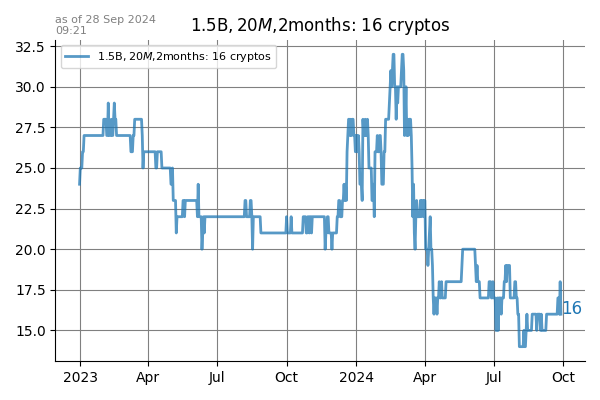 as of 28 Sep 2024
09:21
1.5B, 20M,2months: 16 cryptos
1.5B, 20M,2months: 16 cryptos
32.5
30.0
27.5
25.0
22.5
20.0
17.5
15.0
16
2023 Apr Jul Oct 2024 Apr Jul Oct